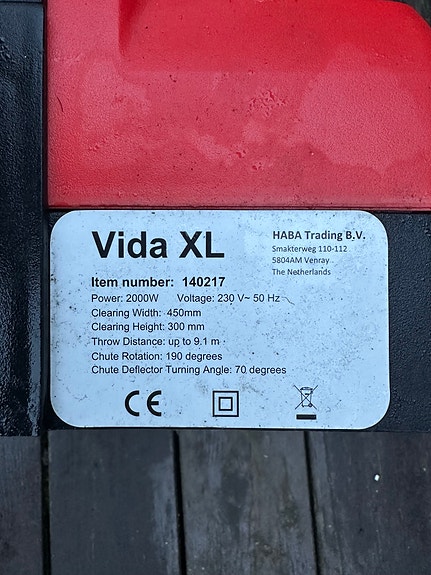 Vida XL
HABA Trading B.V.
Smakterweg 110-112
5804AM Venray
The Netherlands
Item number: 140217
Power: 2000W Voltage: 230 V~ 50 Hz
Clearing Width: 450mm
Clearing Height: 300 mm
Throw Distance: up to 9.1 m
Chute Rotation: 190 degrees
Chute Deflector Turning Angle: 70 degrees
CE